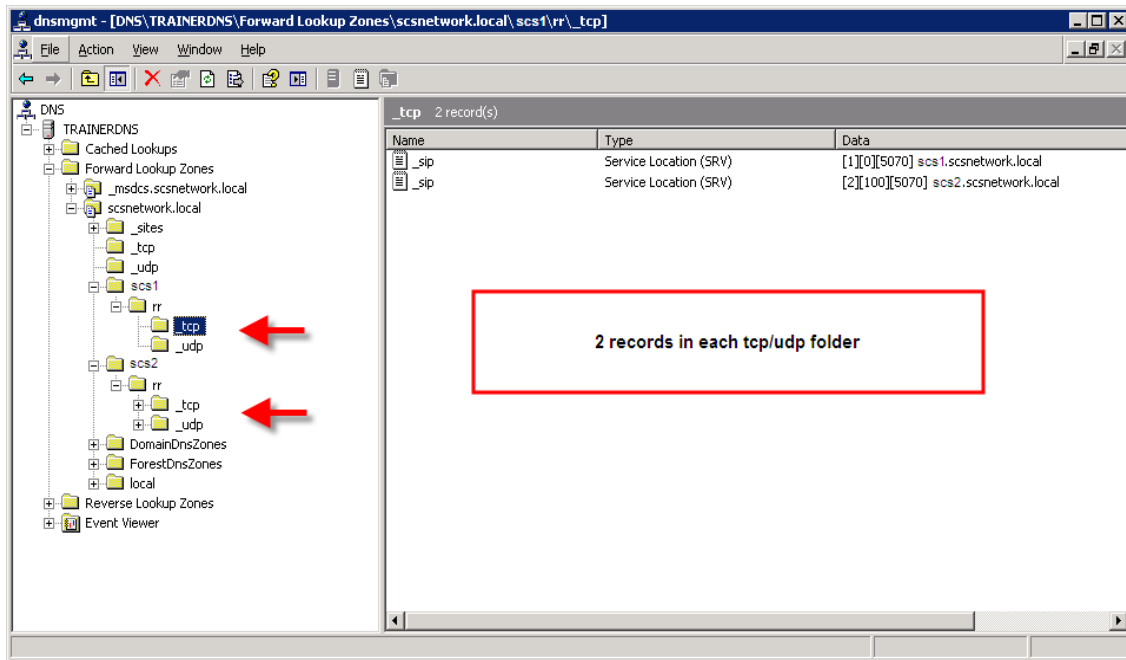 dnsmgmt - [DNS\TRAINERDNS\Forward Lookup Zones\scsnetwork.local\scs1\rr\_tcp]
File Action View Window Help
DNS
TRAINERDNS
Cached Lookups
Forward Lookup Zones
_msdcs.scsnetwork.local
scsnetwork.local
_sites
_tcp
_udp
scs1
rr
_tcp
_udp
scs2
rr
_tcp
_udp
DomainDnsZones
ForestDnsZones
local
Reverse Lookup Zones
Event Viewer
_tcp 2 record(s)
Name Type Data
_sip Service Location (SRV) [1][0][5070] scs1.scsnetwork.local
_sip Service Location (SRV) [2][100][5070] scs2.scsnetwork.local
2 records in each tcp/udp folder